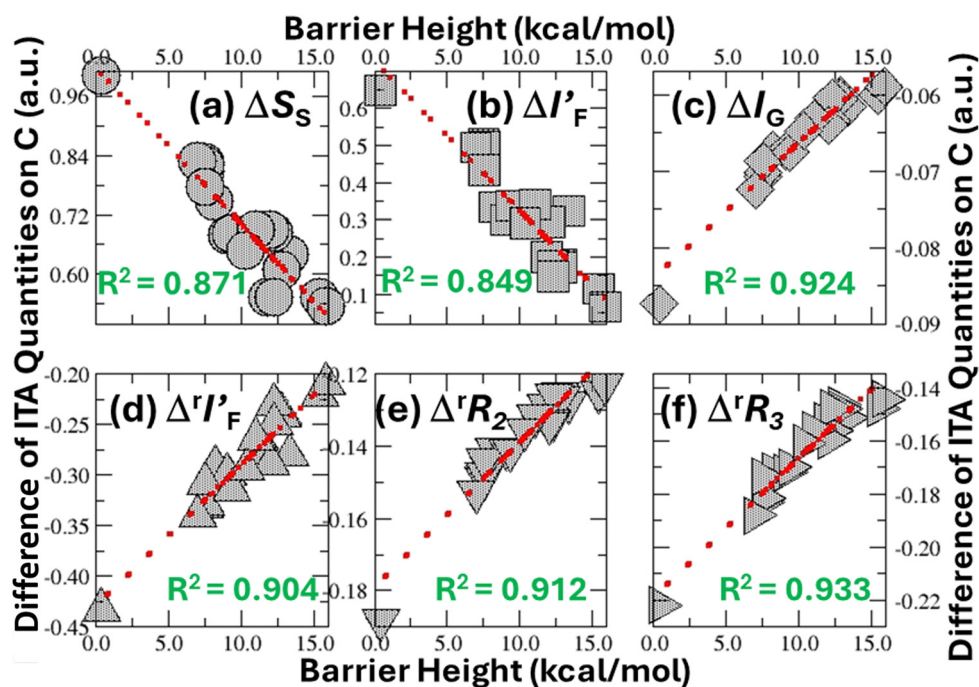 Barrier Height (kcal/mol)
0.0 5.0 10.0 15.0 0.0 5.0 10.0 15.0 0.0 5.0 10.0 15.0
Difference of ITA Quantities on C (a.u.)
0.96
0.84
0.72
0.60
(a) ΔS_S
R² = 0.871
0.6
0.5
0.4
0.3
0.2
0.1
(b) ΔI'_F
R² = 0.849
(c) ΔI_G
R² = 0.924
-0.06
-0.07
-0.08
-0.09
Difference of ITA Quantities on C (a.u.)
-0.20
-0.25
-0.30
-0.35
-0.40
-0.45
(d) Δ^rI'_F
R² = 0.904
-0.12
-0.14
-0.16
-0.18
(e) Δ^rR_2
R² = 0.912
(f) Δ^rR_3
R² = 0.933
-0.14
-0.16
-0.18
-0.20
-0.22
0.0 5.0 10.0 15.0 0.0 5.0 10.0 15.0 0.0 5.0 10.0 15.0
Barrier Height (kcal/mol)